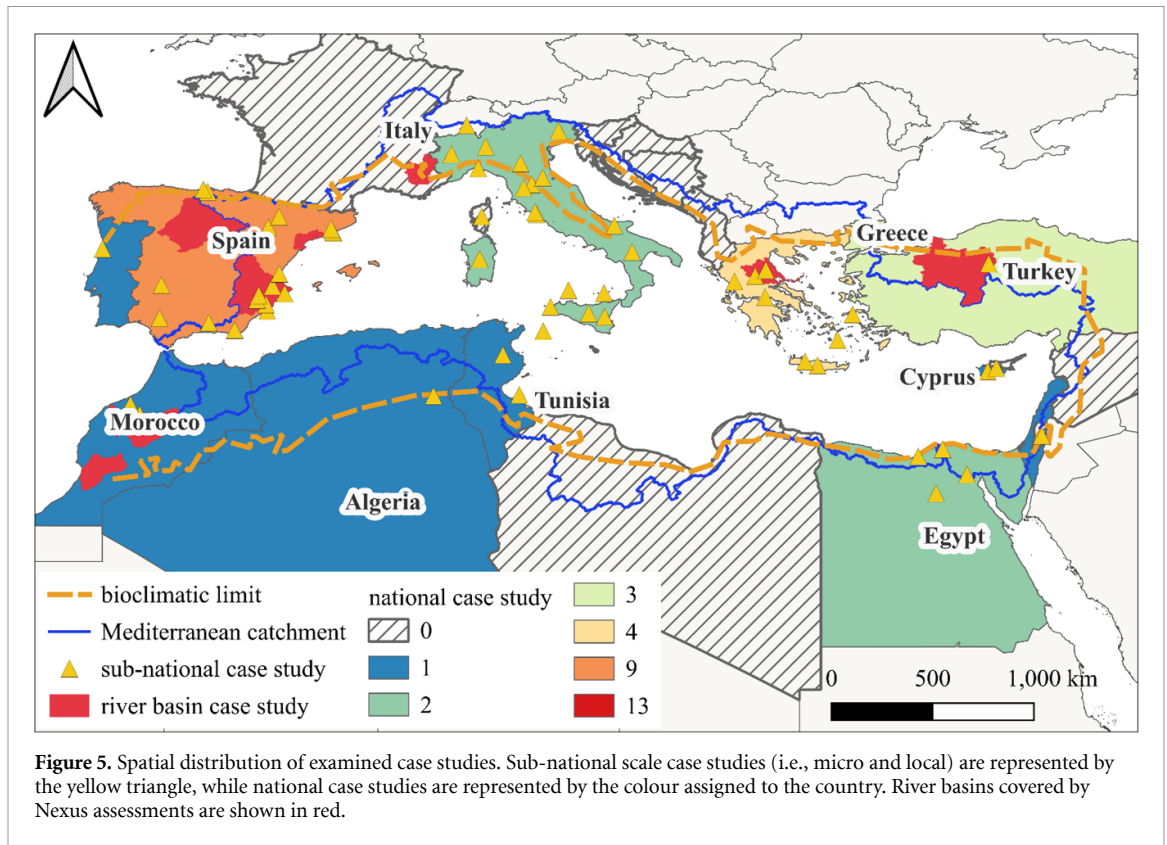 Italy
Spain
Greece
Turkey
Cyprus
Tunisia
Morocco
Algeria
Egypt
bioclimatic limit
Mediterranean catchment
sub-national case study
river basin case study
national case study
0
1
2
3
4
9
13
0 500 1,000 km
Figure 5. Spatial distribution of examined case studies. Sub-national scale case studies (i.e., micro and local) are represented by
the yellow triangle, while national case studies are represented by the colour assigned to the country. River basins covered by
Nexus assessments are shown in red.